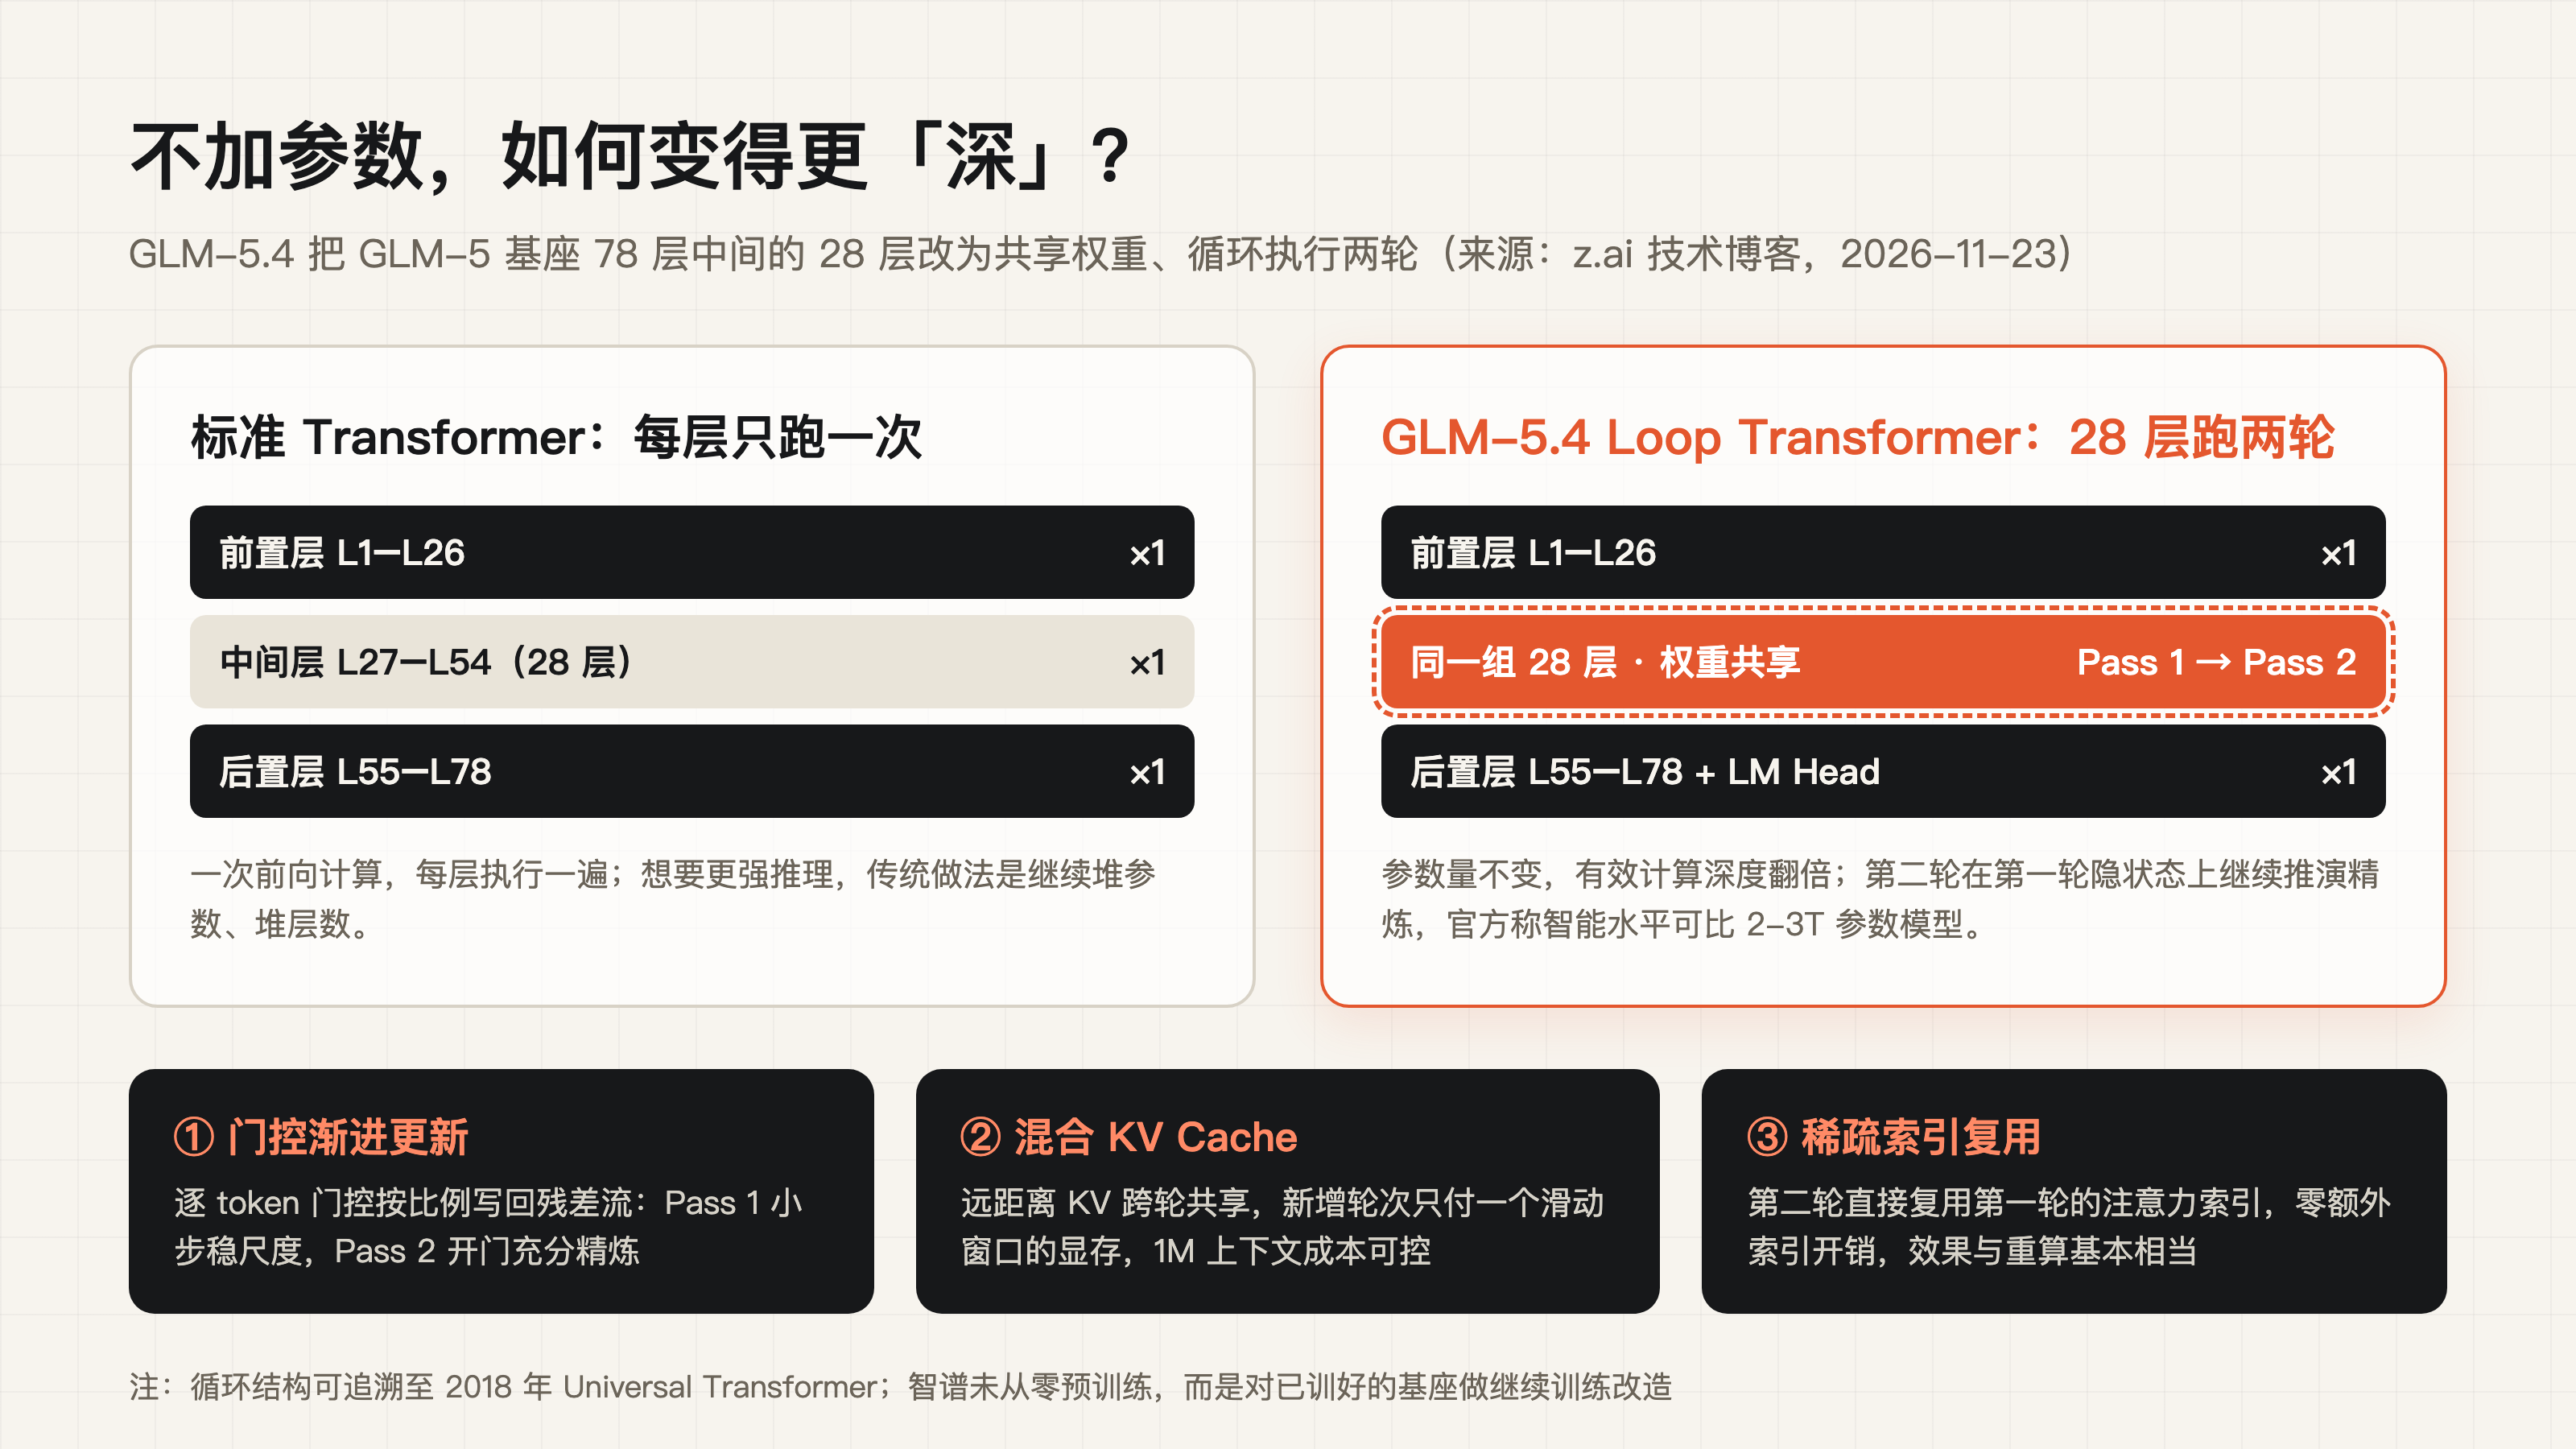 不加参数，如何变得更「深」？
GLM-5.4 把 GLM-5 基座 78 层中间的 28 层改为共享权重、循环执行两轮（来源：z.ai 技术博客，2026-11-23）
标准 Transformer：每层只跑一次
前置层 L1—L26 ×1
中间层 L27—L54（28 层） ×1
后置层 L55—L78 ×1
一次前向计算，每层执行一遍；想要更强推理，传统做法是继续堆参
数、堆层数。
GLM-5.4 Loop Transformer：28 层跑两轮
前置层 L1—L26 ×1
同一组 28 层 · 权重共享 Pass 1 → Pass 2
后置层 L55—L78 + LM Head ×1
参数量不变，有效计算深度翻倍；第二轮在第一轮隐状态上继续推演精
炼，官方称智能水平可比 2-3T 参数模型。
① 门控渐进更新
逐 token 门控按比例写回残差流：Pass 1 小
步稳尺度，Pass 2 开门充分精炼
② 混合 KV Cache
远距离 KV 跨轮共享，新增轮次只付一个滑动
窗口的显存，1M 上下文成本可控
③ 稀疏索引复用
第二轮直接复用第一轮的注意力索引，零额外
索引开销，效果与重算基本相当
注：循环结构可追溯至 2018 年 Universal Transformer；智谱未从零预训练，而是对已训好的基座做继续训练改造